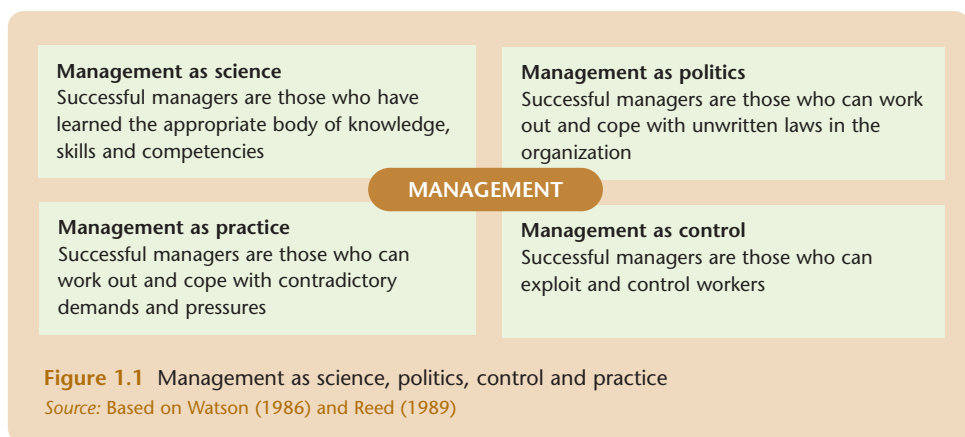 Management as science
Successful managers are those who have
learned the appropriate body of knowledge,
skills and competencies
Management as politics
Successful managers are those who can work
out and cope with unwritten laws in the
organization
MANAGEMENT
Management as practice
Successful managers are those who can
work out and cope with contradictory
demands and pressures
Management as control
Successful managers are those who can
exploit and control workers
Figure 1.1 Management as science, politics, control and practice
Source: Based on Watson (1986) and Reed (1989)